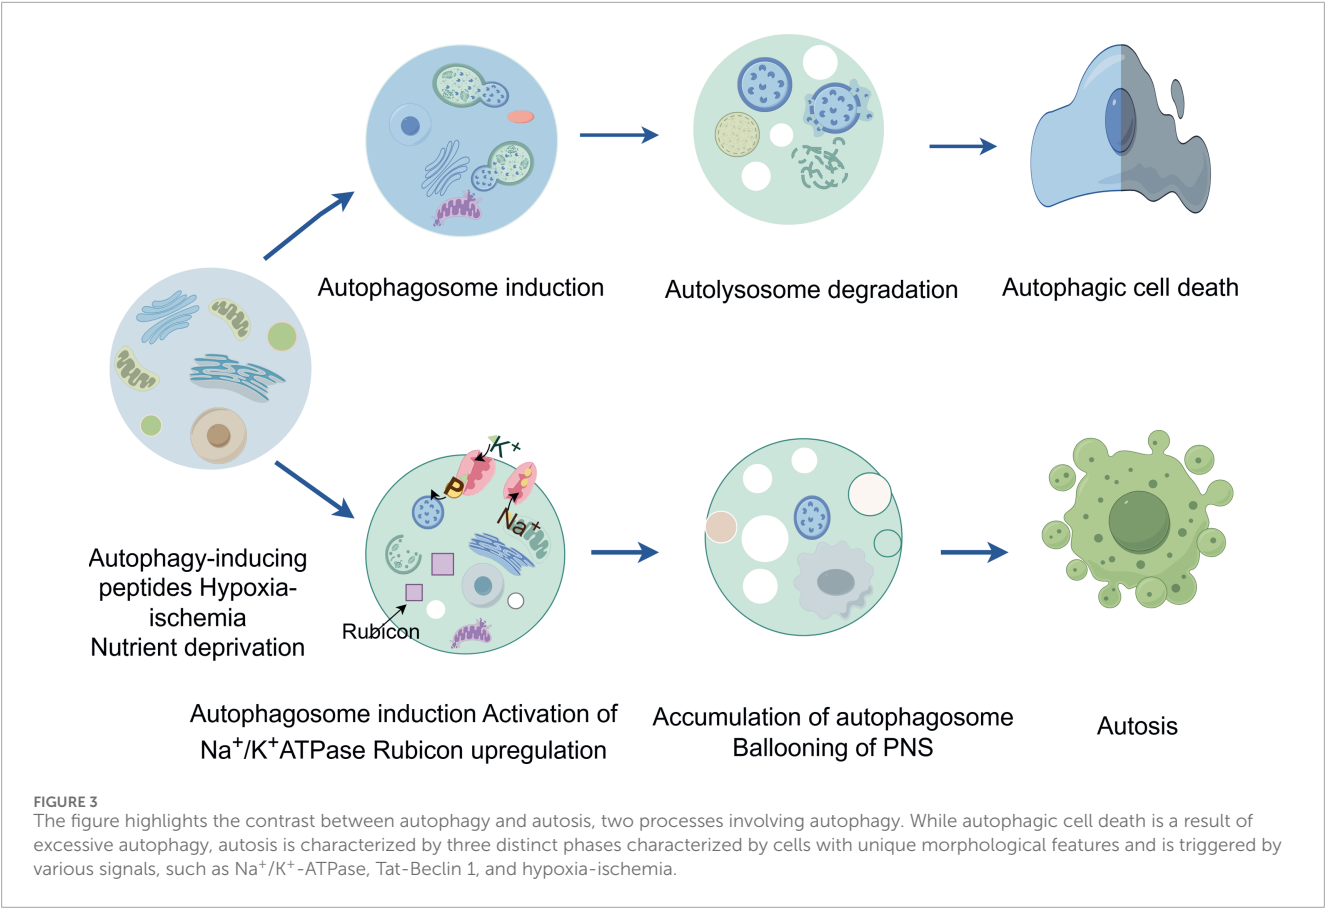 Autophagosome induction
Autolysosome degradation
Autophagic cell death
K⁺
P
Na⁺
Rubicon
Autophagy-inducing
peptides Hypoxia-
ischemia
Nutrient deprivation
Autophagosome induction Activation of
Na⁺/K⁺ATPase Rubicon upregulation
Accumulation of autophagosome
Ballooning of PNS
Autosis
FIGURE 3
The figure highlights the contrast between autophagy and autosis, two processes involving autophagy. While autophagic cell death is a result of
excessive autophagy, autosis is characterized by three distinct phases characterized by cells with unique morphological features and is triggered by
various signals, such as Na⁺/K⁺-ATPase, Tat-Beclin 1, and hypoxia-ischemia.